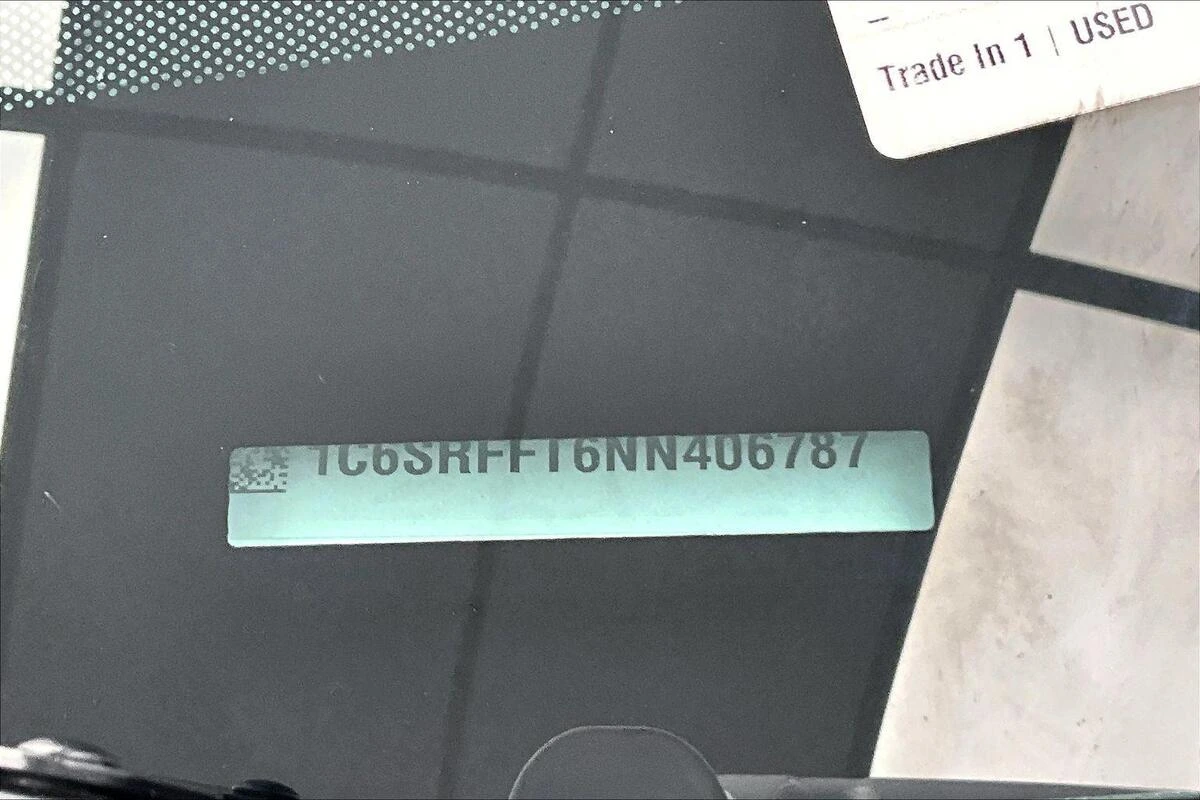 Trade In 1 | USED
1C6SRFFT6NN406787